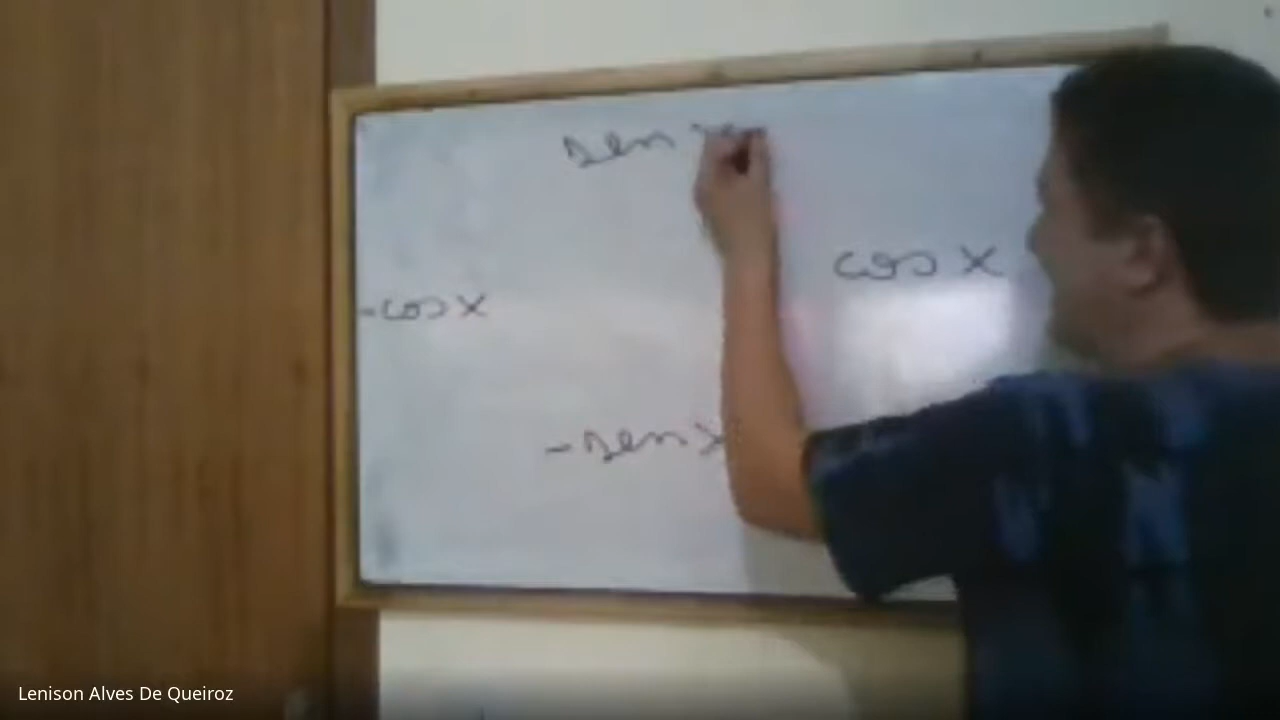 sen x
cos x
-cos x
-sen x
Lenison Alves De Queiroz